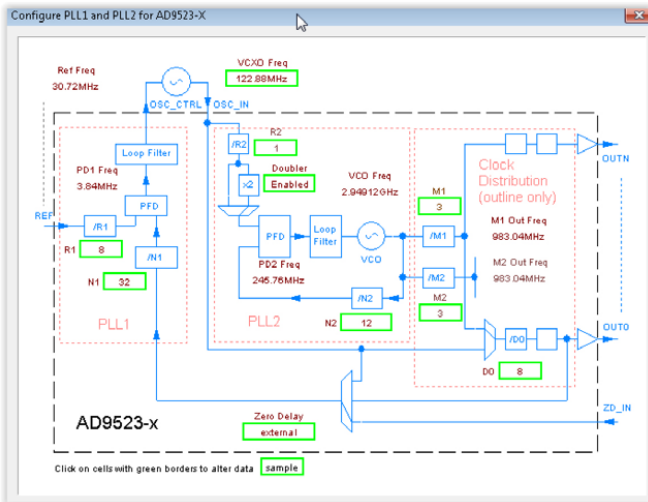 Configure PLL1 and PLL2 for AD9523-X
Ref Freq
30.72MHz
VCXO Freq
122.88MHz
OSC_CTRL
OSC_IN
R2
1
/R2
Doubler
Enabled
x2
Loop Filter
PD1 Freq
3.84MHz
PFD
REF
/R1
R1
8
/N1
N1
32
PLL1
VCO Freq
2.94912GHz
PFD
Loop
Filter
VCO
PD2 Freq
245.76MHz
/N2
N2
12
PLL2
M1
3
/M1
/M2
M2
3
Clock
Distribution
(outline only)
M1 Out Freq
983.04MHz
M2 Out Freq
983.04MHz
OUTN
/D0
D0
8
OUT0
ZD_IN
Zero Delay
external
AD9523-x
Click on cells with green borders to alter data
sample